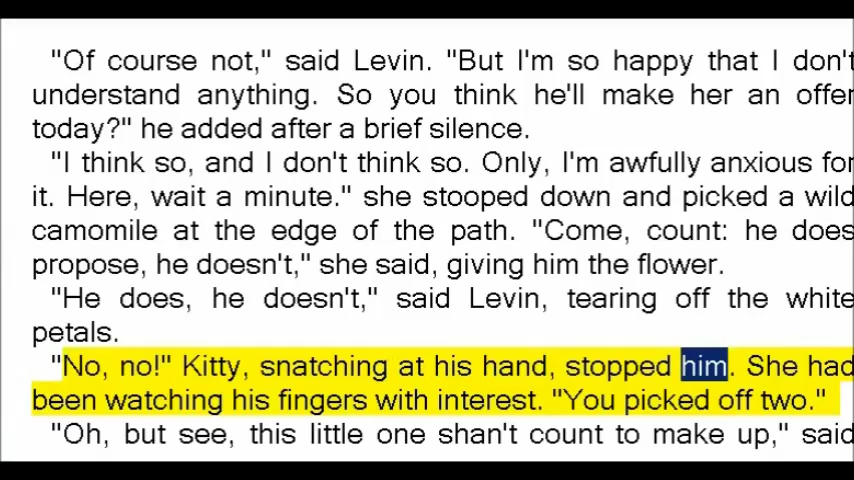 "Of course not," said Levin. "But I'm so happy that I don't
understand anything. So you think he'll make her an offer
today?" he added after a brief silence.
"I think so, and I don't think so. Only, I'm awfully anxious for
it. Here, wait a minute." she stooped down and picked a wild
camomile at the edge of the path. "Come, count: he does
propose, he doesn't," she said, giving him the flower.
"He does, he doesn't," said Levin, tearing off the white
petals.
"No, no!" Kitty, snatching at his hand, stopped him. She had
been watching his fingers with interest. "You picked off two."
"Oh, but see, this little one shan't count to make up," said